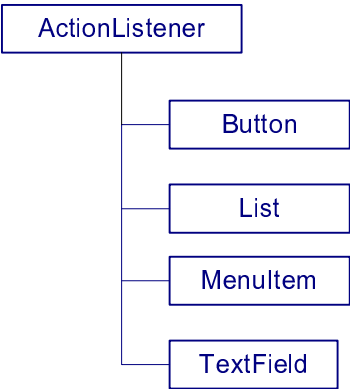 ActionListener
Button
List
MenuItem
TextField